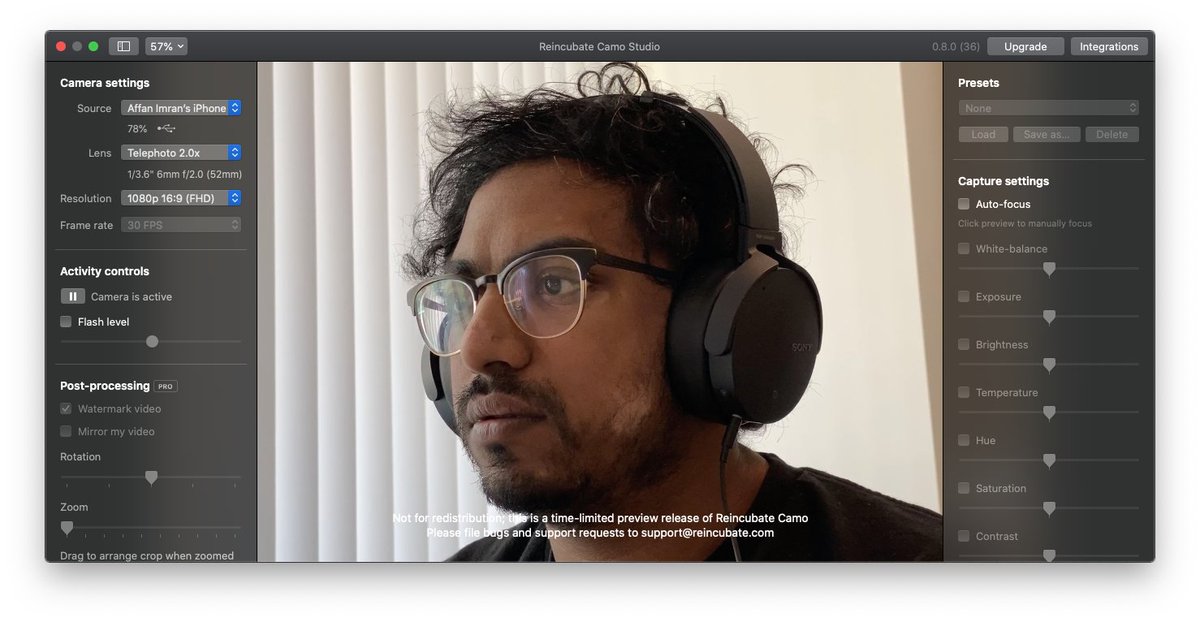 57%
Reincubate Camo Studio
0.8.0 (36)
Upgrade
Integrations
Camera settings
Source Affan Imran's iPhone
78%
Lens Telephoto 2.0x
1/3.6" 6mm f/2.0 (52mm)
Resolution 1080p 16:9 (FHD)
Frame rate 30 FPS
Activity controls
Camera is active
Flash level
Post-processing PRO
Watermark video
Mirror my video
Rotation
Zoom
Drag to arrange crop when zoomed
SONY
Not for redistribution; this is a time-limited preview release of Reincubate Camo
Please file bugs and support requests to support@reincubate.com
Presets
None
Load Save as... Delete
Capture settings
Auto-focus
Click preview to manually focus
White-balance
Exposure
Brightness
Temperature
Hue
Saturation
Contrast